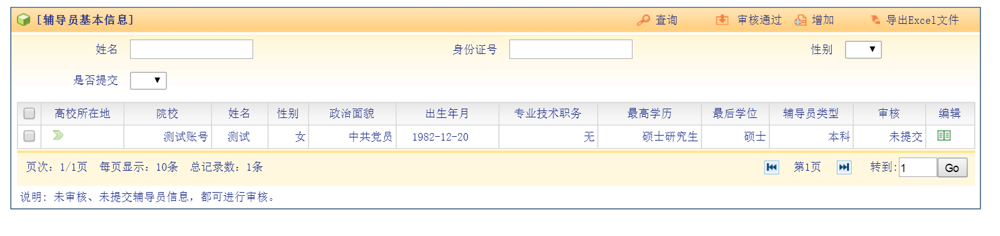 [辅导员基本信息] 查询 审核通过 增加 导出Excel文件
姓名 身份证号 性别
是否提交
高校所在地 院校 姓名 性别 政治面貌 出生年月 专业技术职务 最高学历 最后学位 辅导员类型 审核 编辑
测试账号 测试 女 中共党员 1982-12-20 无 硕士研究生 硕士 本科 未提交
页次: 1/1页 每页显示: 10条 总记录数: 1条 第1页 转到: 1 Go
说明: 未审核、未提交辅导员信息, 都可进行审核。